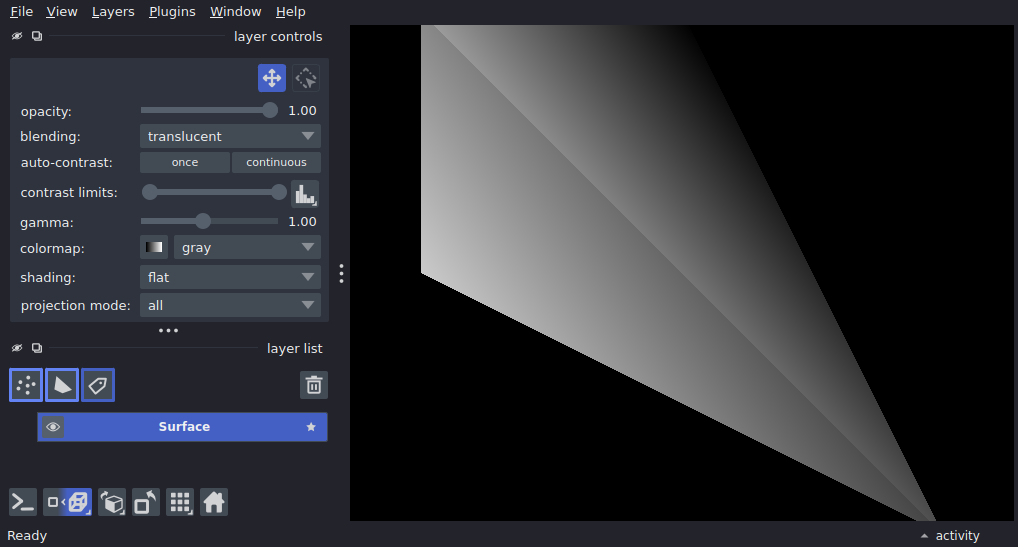 File View Layers Plugins Window Help
layer controls
opacity: 1.00
blending: translucent
auto-contrast: once continuous
contrast limits:
gamma: 1.00
colormap: gray
shading: flat
projection mode: all
layer list
Surface
Ready
activity